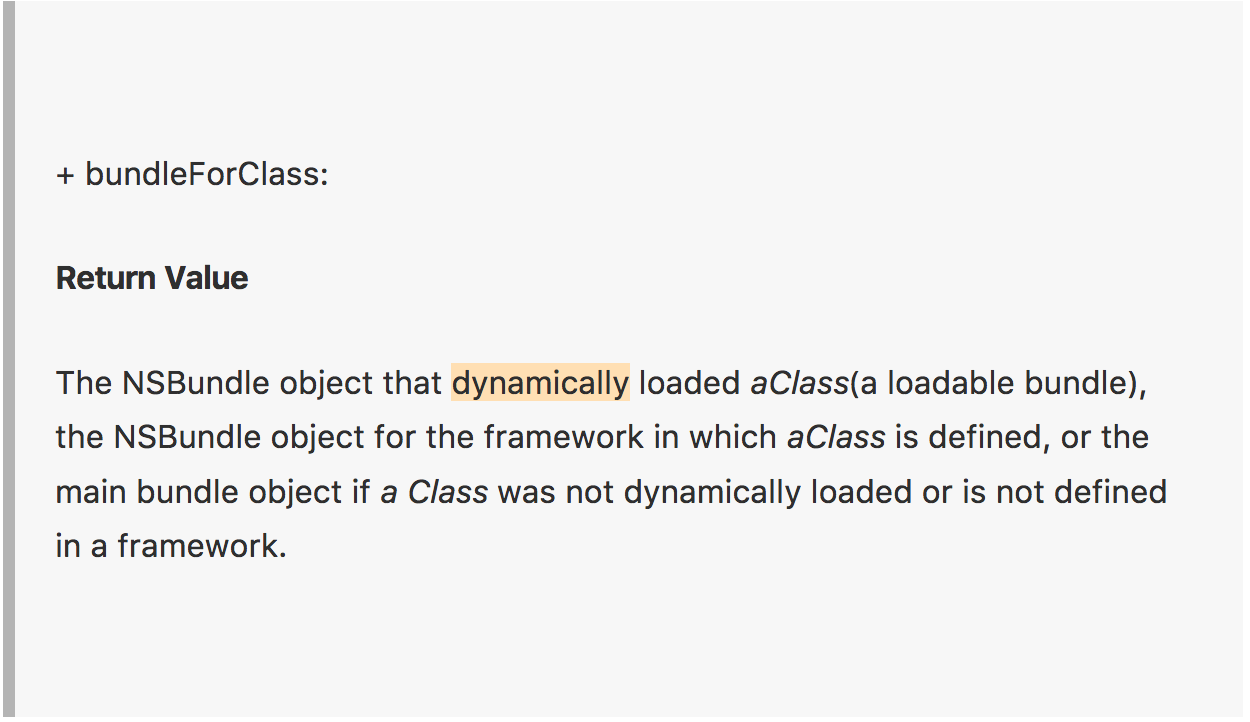 + bundleForClass:
Return Value
The NSBundle object that dynamically loaded aClass(a loadable bundle),
the NSBundle object for the framework in which aClass is defined, or the
main bundle object if a Class was not dynamically loaded or is not defined
in a framework.